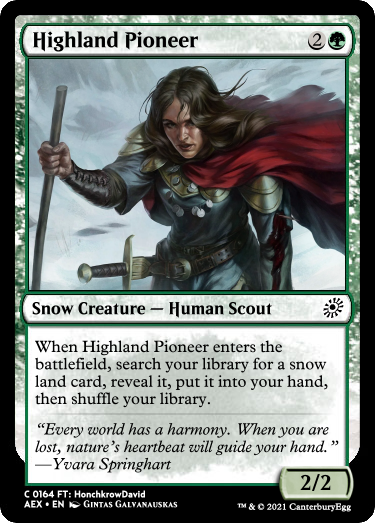 Highland Pioneer 2
Snow Creature — Human Scout
When Highland Pioneer enters the
battlefield, search your library for a snow
land card, reveal it, put it into your hand,
then shuffle your library.
“Every world has a harmony. When you are
lost, nature’s heartbeat will guide your hand.”
—Yvara Springhart
2/2
C 0164 FT: HonchkrowDavid
AEX • EN Gintas Galvanauskas ™ & © 2021 CanterburyEgg